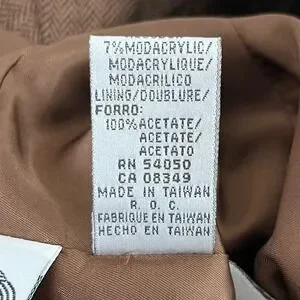 7% MODACRYLIC/
MODACRYLIQUE/
MODACRILICO
LINING/DOUBLURE/
FORRO:
100% ACETATE/
ACETATE/
ACETATO
RN 54050
CA 08349
MADE IN TAIWAN
R. O. C.
FABRIQUE EN TAIWAN
HECHO EN TAIWAN